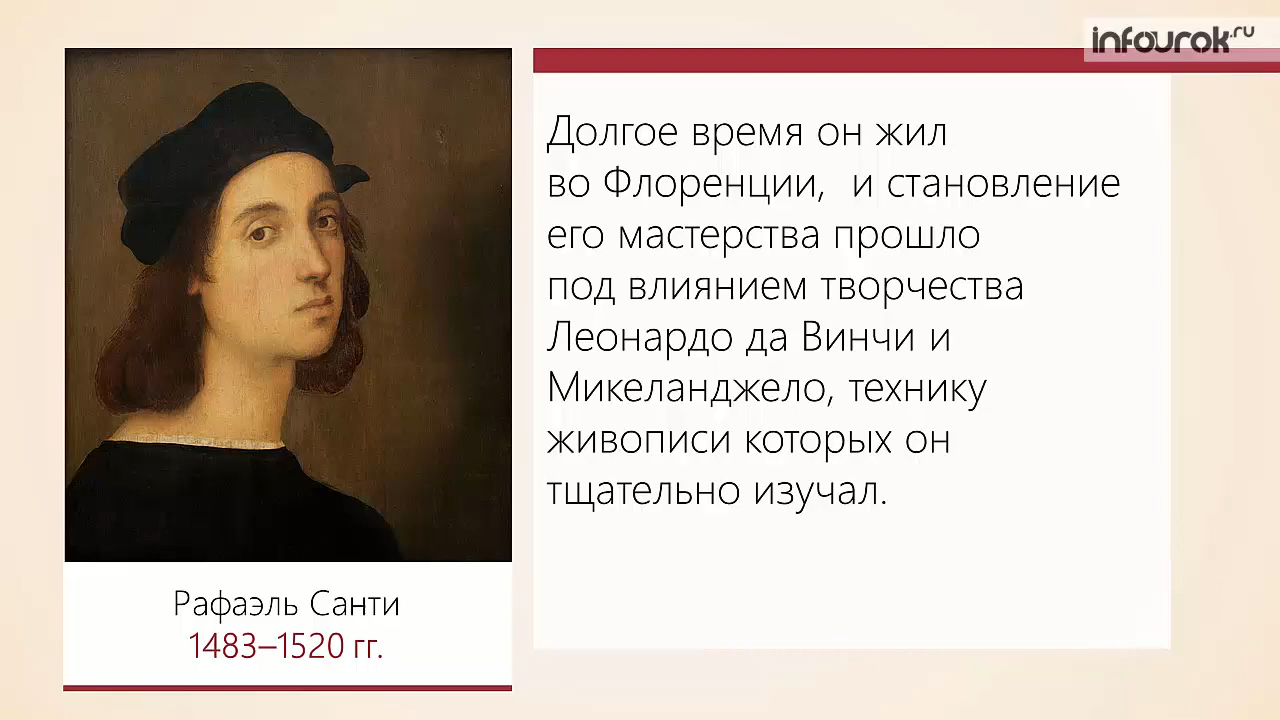 infourok.ru
Долгое время он жил
во Флоренции, и становление
его мастерства прошло
под влиянием творчества
Леонардо да Винчи и
Микеланджело, технику
живописи которых он
тщательно изучал.
Рафаэль Санти
1483–1520 гг.